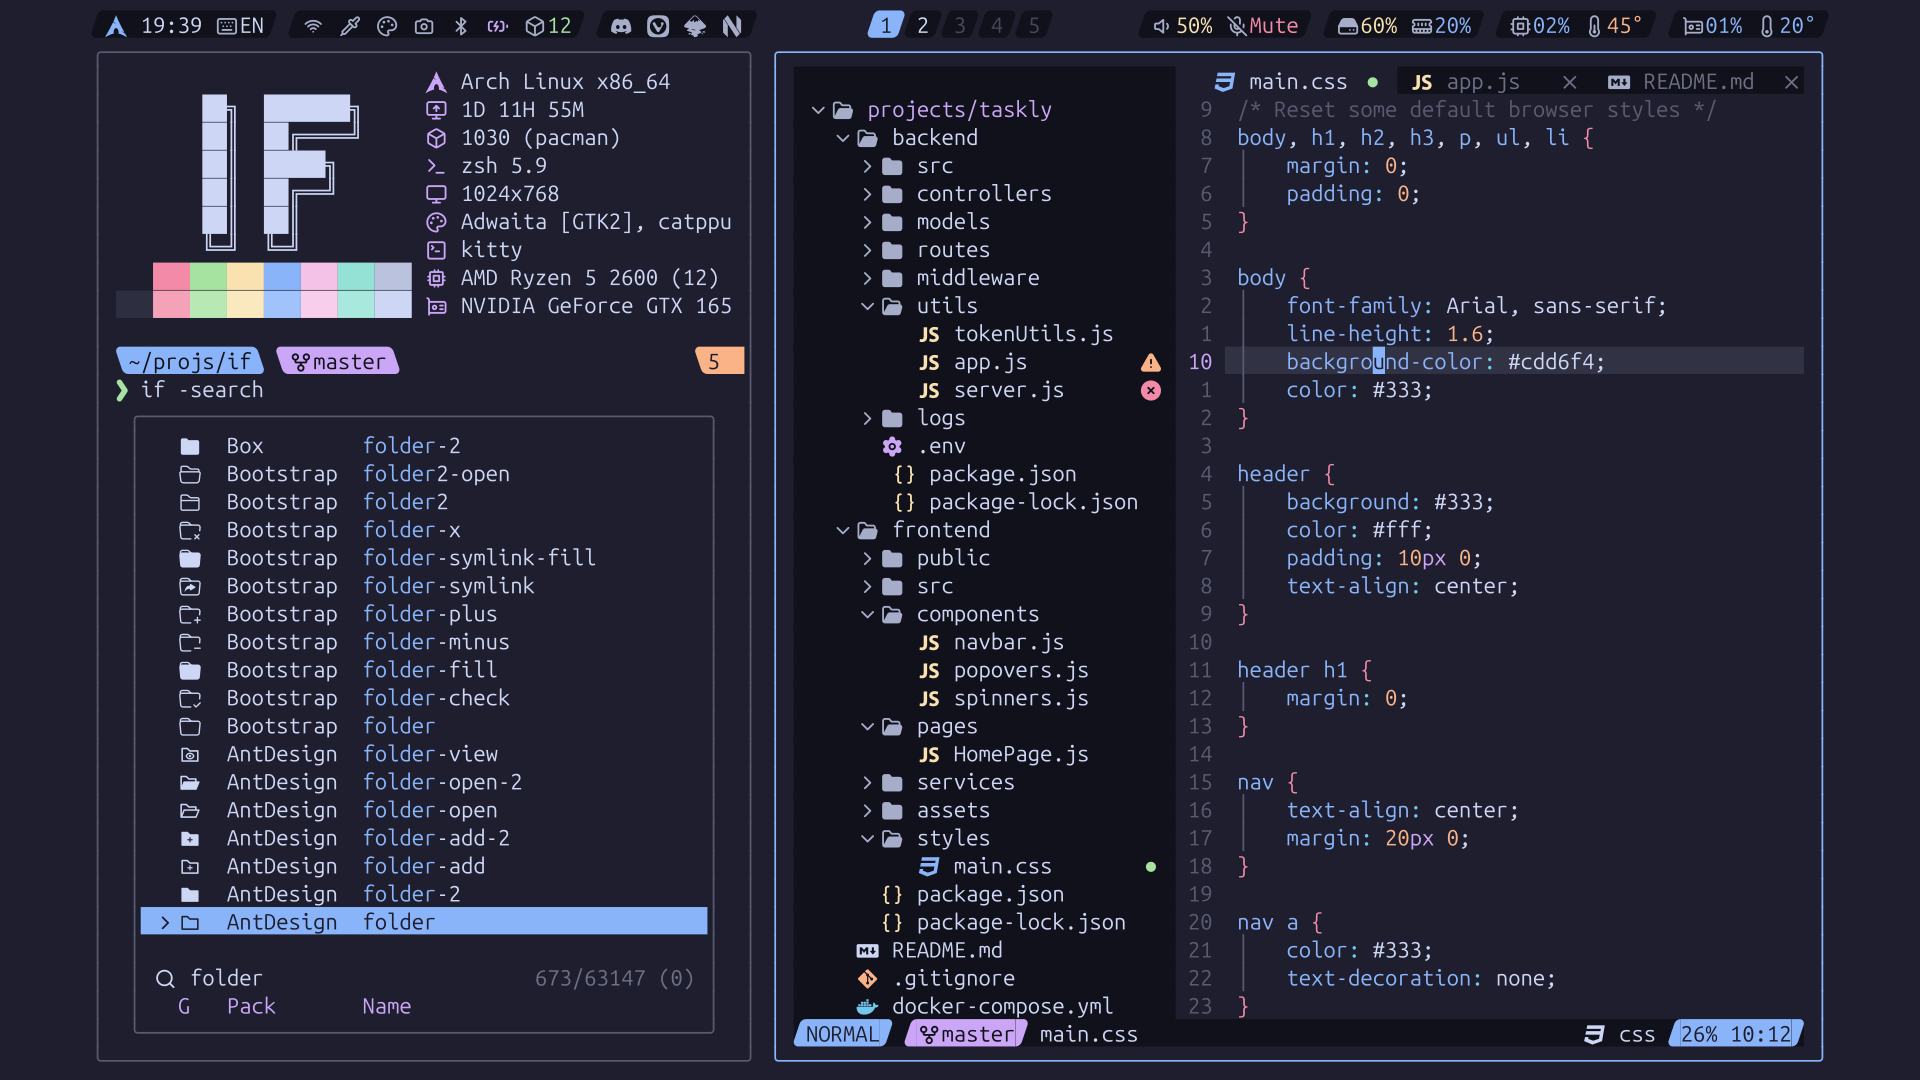 19:39 EN 12 1 2 3 4 5 50% Mute 60% 20% 02% 45° 01% 20°
IF
Arch Linux x86_64
1D 11H 55M
1030 (pacman)
zsh 5.9
1024x768
Adwaita [GTK2], catppu
kitty
AMD Ryzen 5 2600 (12)
NVIDIA GeForce GTX 165
~/projs/if master 5
❯ if -search
Box folder-2
Bootstrap folder2-open
Bootstrap folder2
Bootstrap folder-x
Bootstrap folder-symlink-fill
Bootstrap folder-symlink
Bootstrap folder-plus
Bootstrap folder-minus
Bootstrap folder-fill
Bootstrap folder-check
Bootstrap folder
AntDesign folder-view
AntDesign folder-open-2
AntDesign folder-open
AntDesign folder-add-2
AntDesign folder-add
AntDesign folder-2
> AntDesign folder
folder 673/63147 (0)
G Pack Name
projects/taskly
backend
src
controllers
models
routes
middleware
utils
JS tokenUtils.js
JS app.js
JS server.js
logs
.env
{} package.json
{} package-lock.json
frontend
public
src
components
JS navbar.js
JS popovers.js
JS spinners.js
pages
JS HomePage.js
services
assets
styles
main.css
{} package.json
{} package-lock.json
README.md
.gitignore
docker-compose.yml
main.css JS app.js README.md
9 /* Reset some default browser styles */
8 body, h1, h2, h3, p, ul, li {
7 margin: 0;
6 padding: 0;
5 }
4
3 body {
2 font-family: Arial, sans-serif;
1 line-height: 1.6;
10 background-color: #cdd6f4;
1 color: #333;
2 }
3
4 header {
5 background: #333;
6 color: #fff;
7 padding: 10px 0;
8 text-align: center;
9 }
10
11 header h1 {
12 margin: 0;
13 }
14
15 nav {
16 text-align: center;
17 margin: 20px 0;
18 }
19
20 nav a {
21 color: #333;
22 text-decoration: none;
23 }
NORMAL master main.css css 26% 10:12